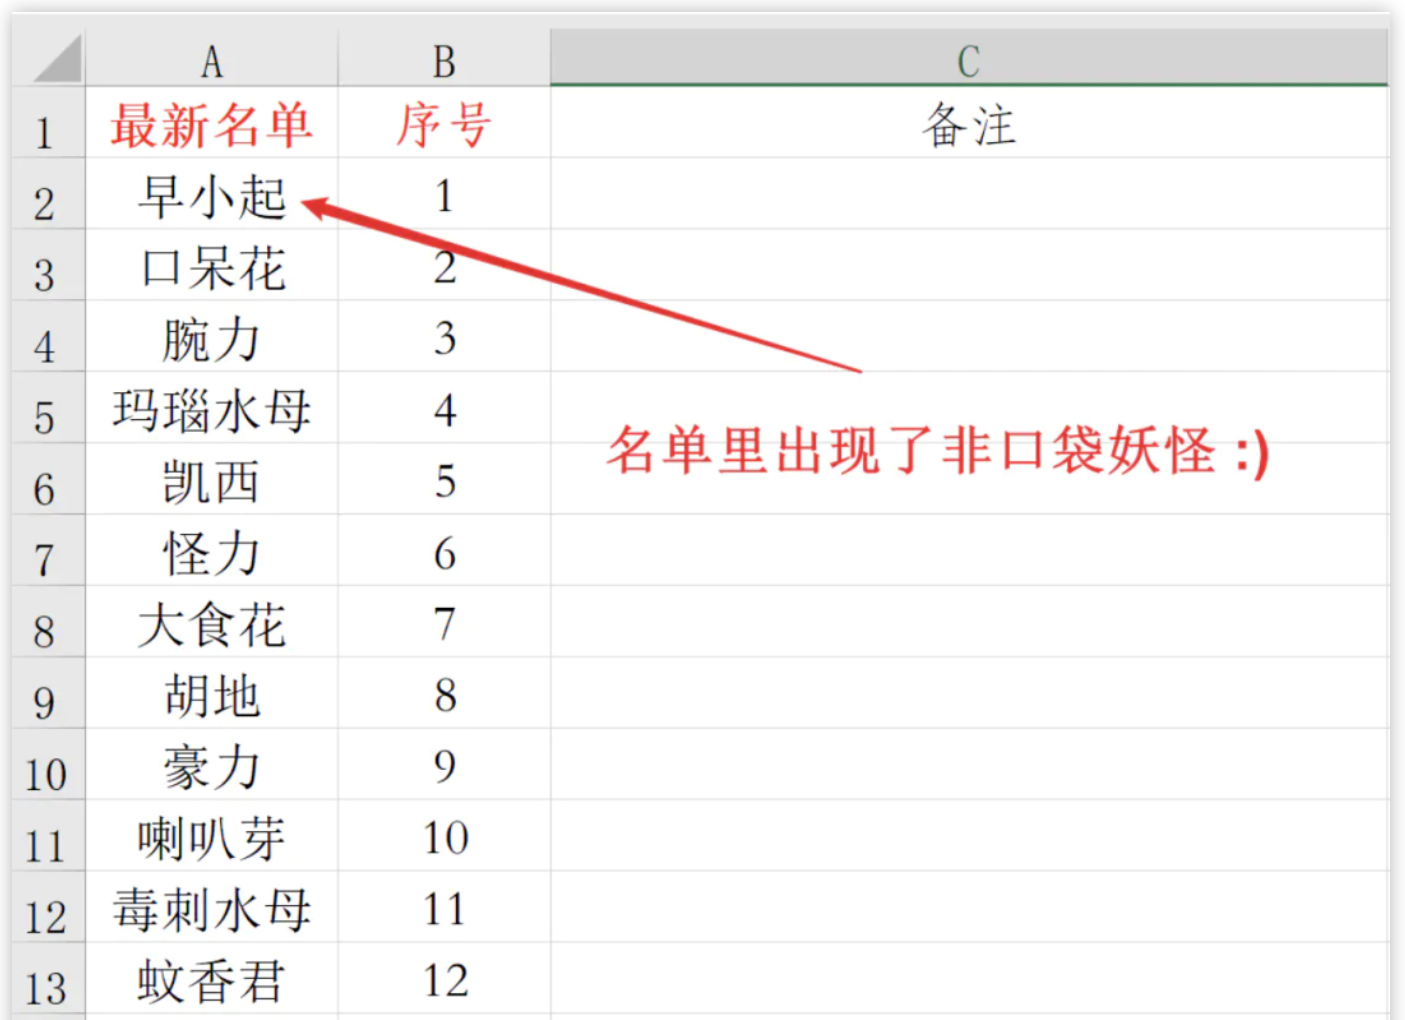 A B C
1 最新名单 序号 备注
2 早小起 1
3 口呆花 2
4 腕力 3
5 玛瑙水母 4
名单里出现了非口袋妖怪 :)
6 凯西 5
7 怪力 6
8 大食花 7
9 胡地 8
10 豪力 9
11 喇叭芽 10
12 毒刺水母 11
13 蚊香君 12